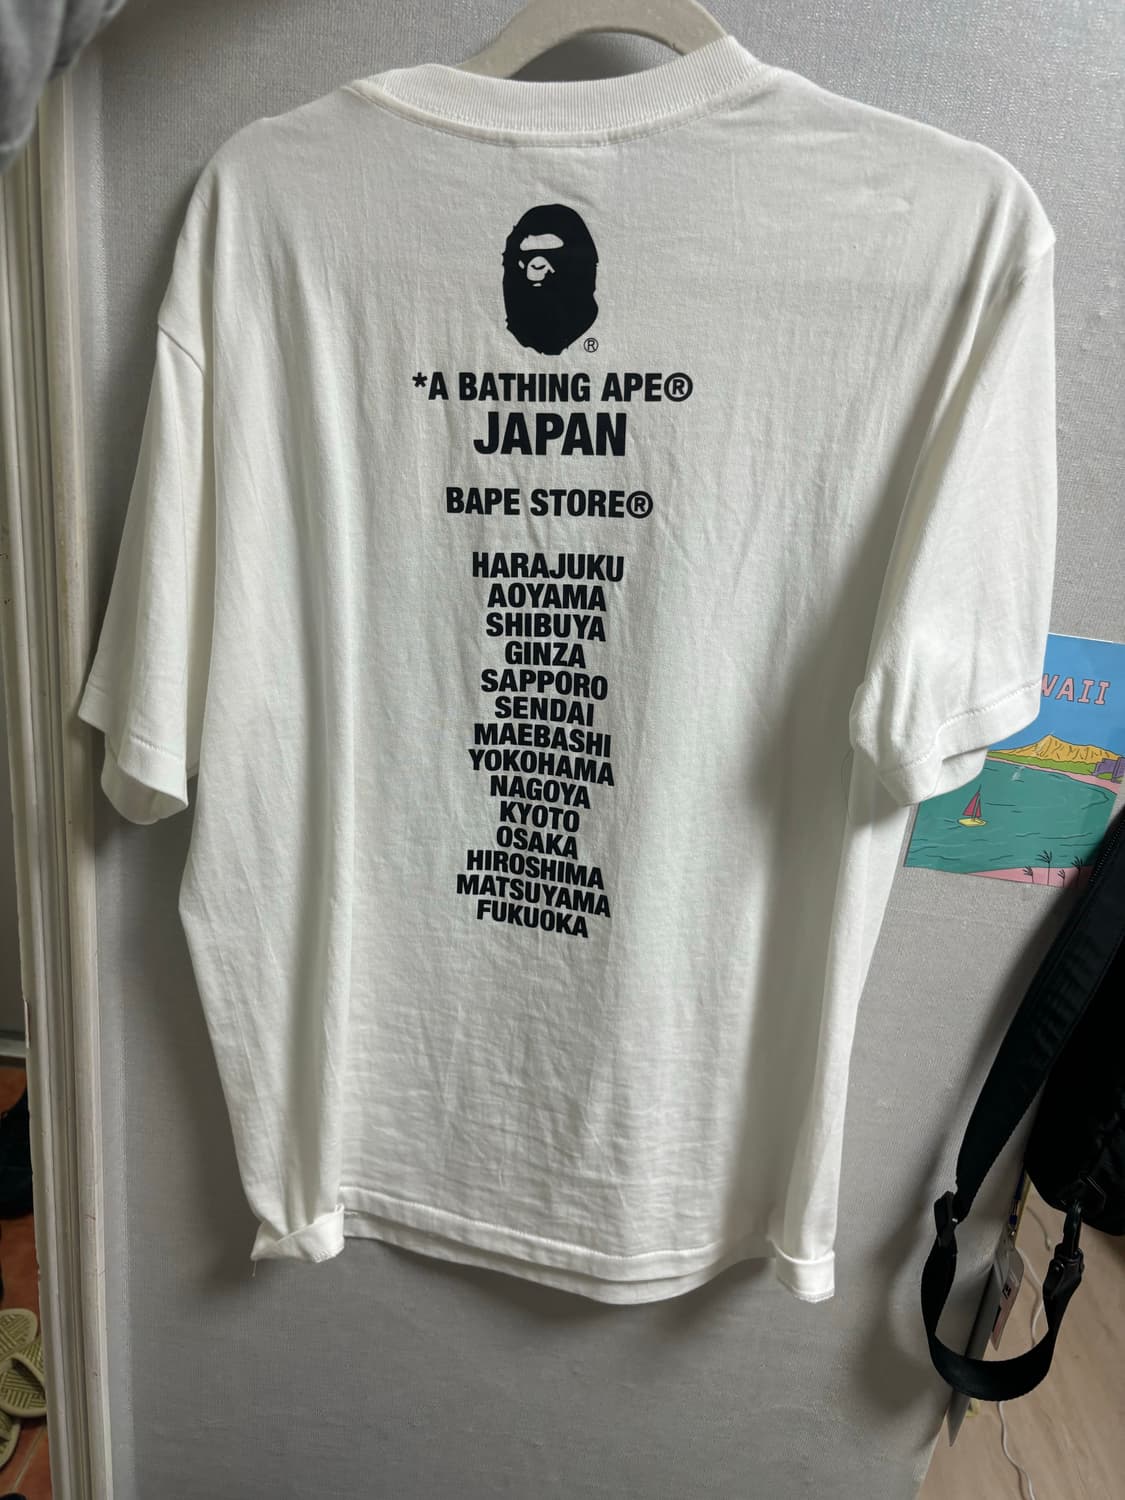 ®
*A BATHING APE®
JAPAN
BAPE STORE®
HARAJUKU
AOYAMA
SHIBUYA
GINZA
SAPPORO
SENDAI
MAEBASHI
YOKOHAMA
NAGOYA
KYOTO
OSAKA
HIROSHIMA
MATSUYAMA
FUKUOKA
WAII